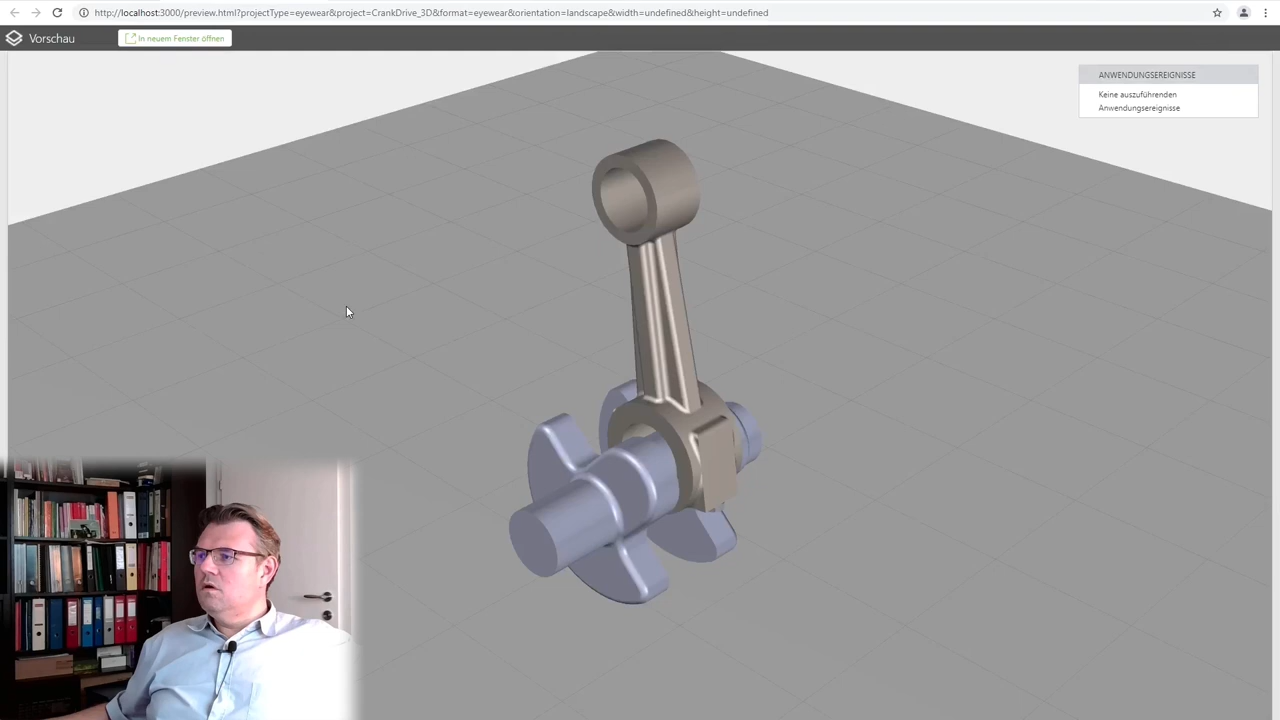 http://localhost:3000/preview.html?projectType=eyewear&project=CrankDrive_3D&format=eyewear&orientation=landscape&width=undefined&height=undefined
Vorschau
In neuem Fenster öffnen
ANWENDUNGSEREIGNISSE
Keine auszuführenden
Anwendungsereignisse